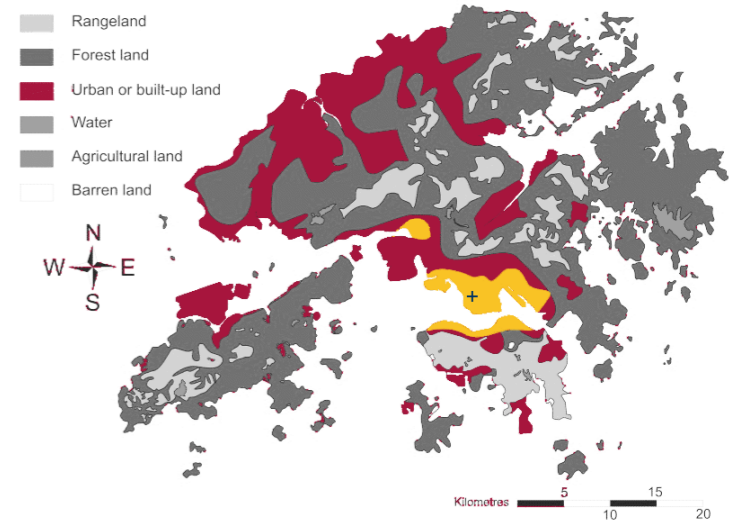 Rangeland
Forest land
Urban or built-up land
Water
Agricultural land
Barren land
N
W E
S
Kilometres 5 15
10 20